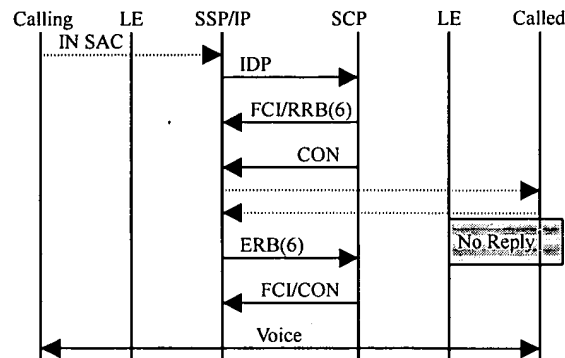 Calling LE SSP/IP SCP LE Called
IN SAC
IDP
FCI/RRB(6)
CON
No Reply
ERB(6)
FCI/CON
Voice